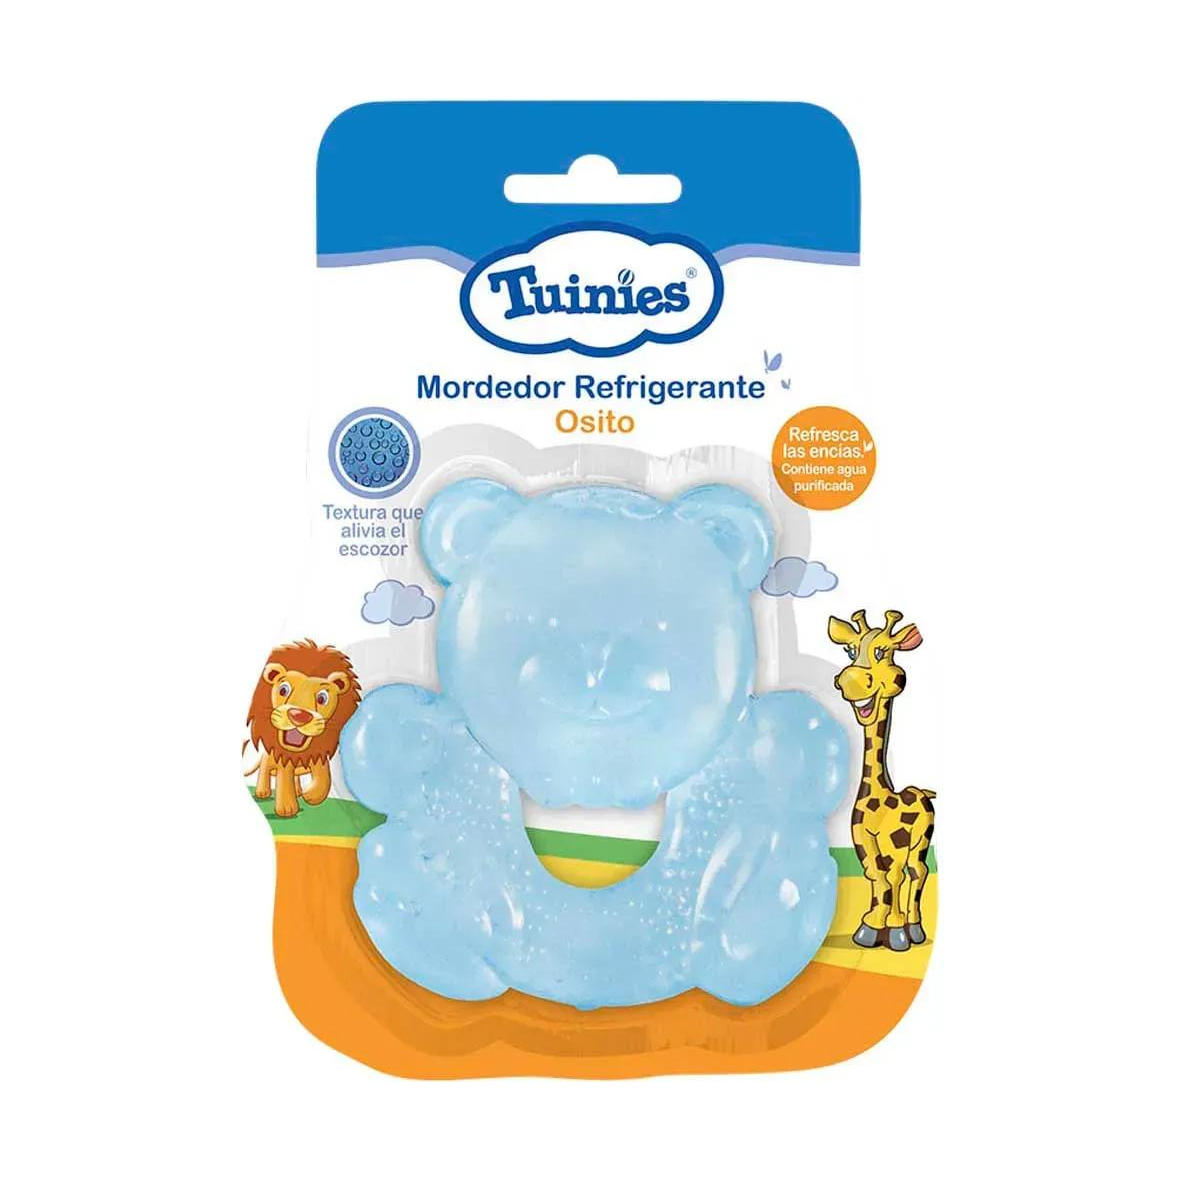 Tuinies®
Mordedor Refrigerante
Osito
Refresca
las encías.
Contiene agua
purificada
Textura que
alivia el
escozor